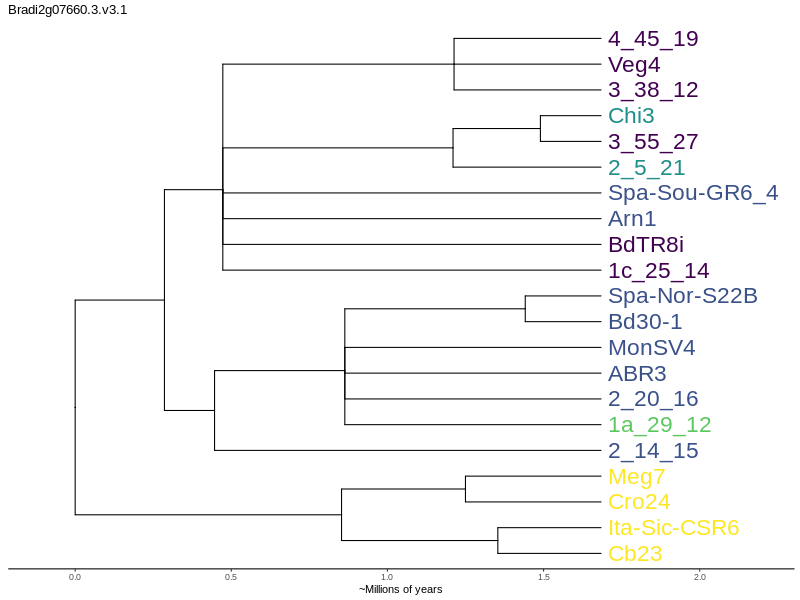 Bradi2g07660.3.v3.1
4_45_19
Veg4
3_38_12
Chi3
3_55_27
2_5_21
Spa-Sou-GR6_4
Arn1
BdTR8i
1c_25_14
Spa-Nor-S22B
Bd30-1
MonSV4
ABR3
2_20_16
1a_29_12
2_14_15
Meg7
Cro24
Ita-Sic-CSR6
Cb23
0.0 0.5 1.0 1.5 2.0
~Millions of years